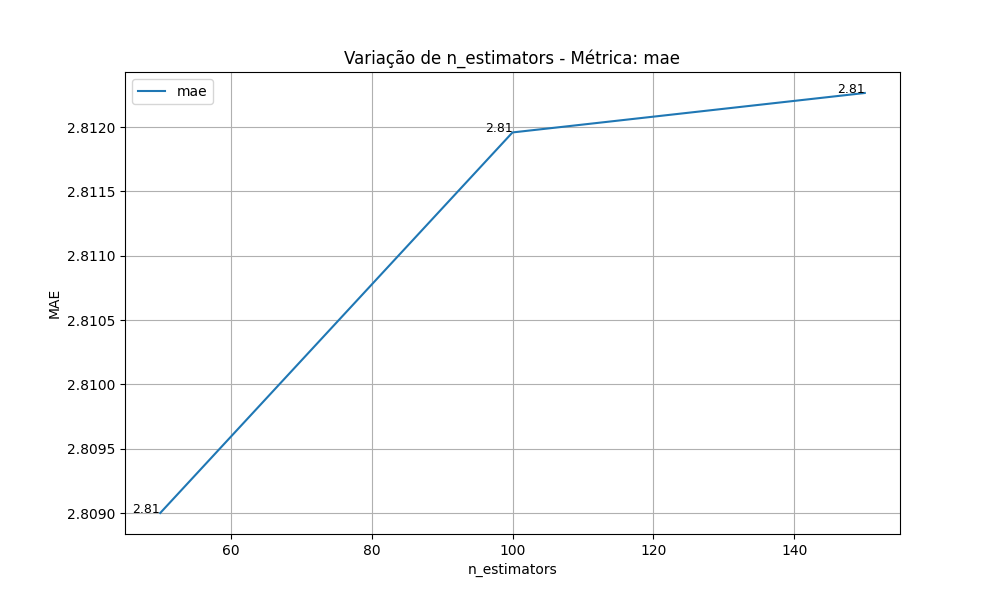 Variação de n_estimators - Métrica: mae
mae
2.81
2.81
2.81
2.8120
2.8115
2.8110
2.8105
2.8100
2.8095
2.8090
MAE
60 80 100 120 140
n_estimators